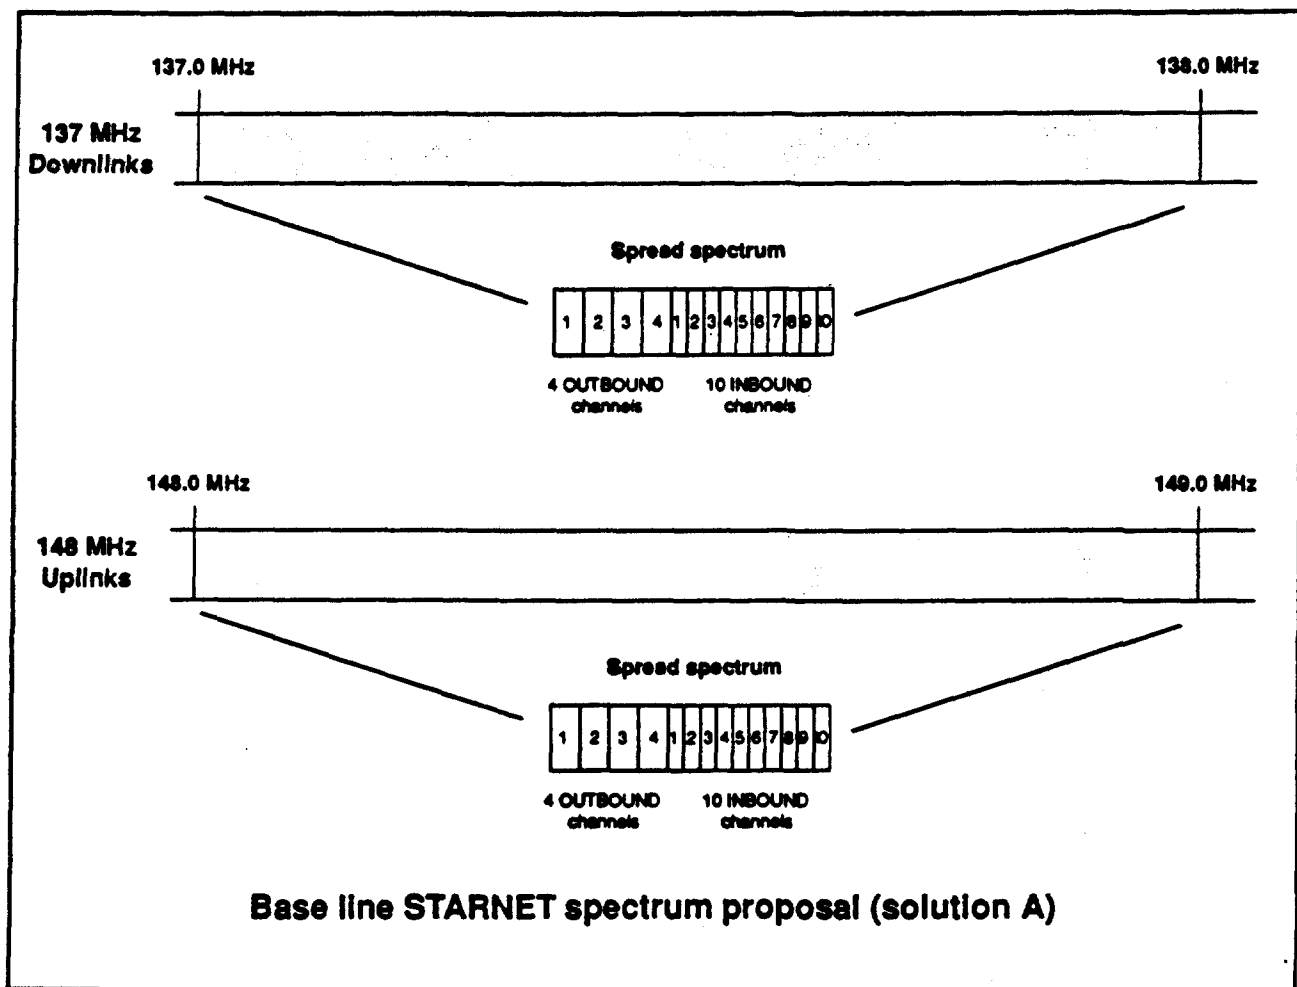 137.0 MHz
138.0 MHz
137 MHz
Downlinks
Spread spectrum
1 2 3 4 1 2 3 4 5 6 7 8 9 10
4 OUTBOUND
channels
10 INBOUND
channels
148.0 MHz
149.0 MHz
148 MHz
Uplinks
Spread spectrum
1 2 3 4 1 2 3 4 5 6 7 8 9 10
4 OUTBOUND
channels
10 INBOUND
channels
Base line STARNET spectrum proposal (solution A)